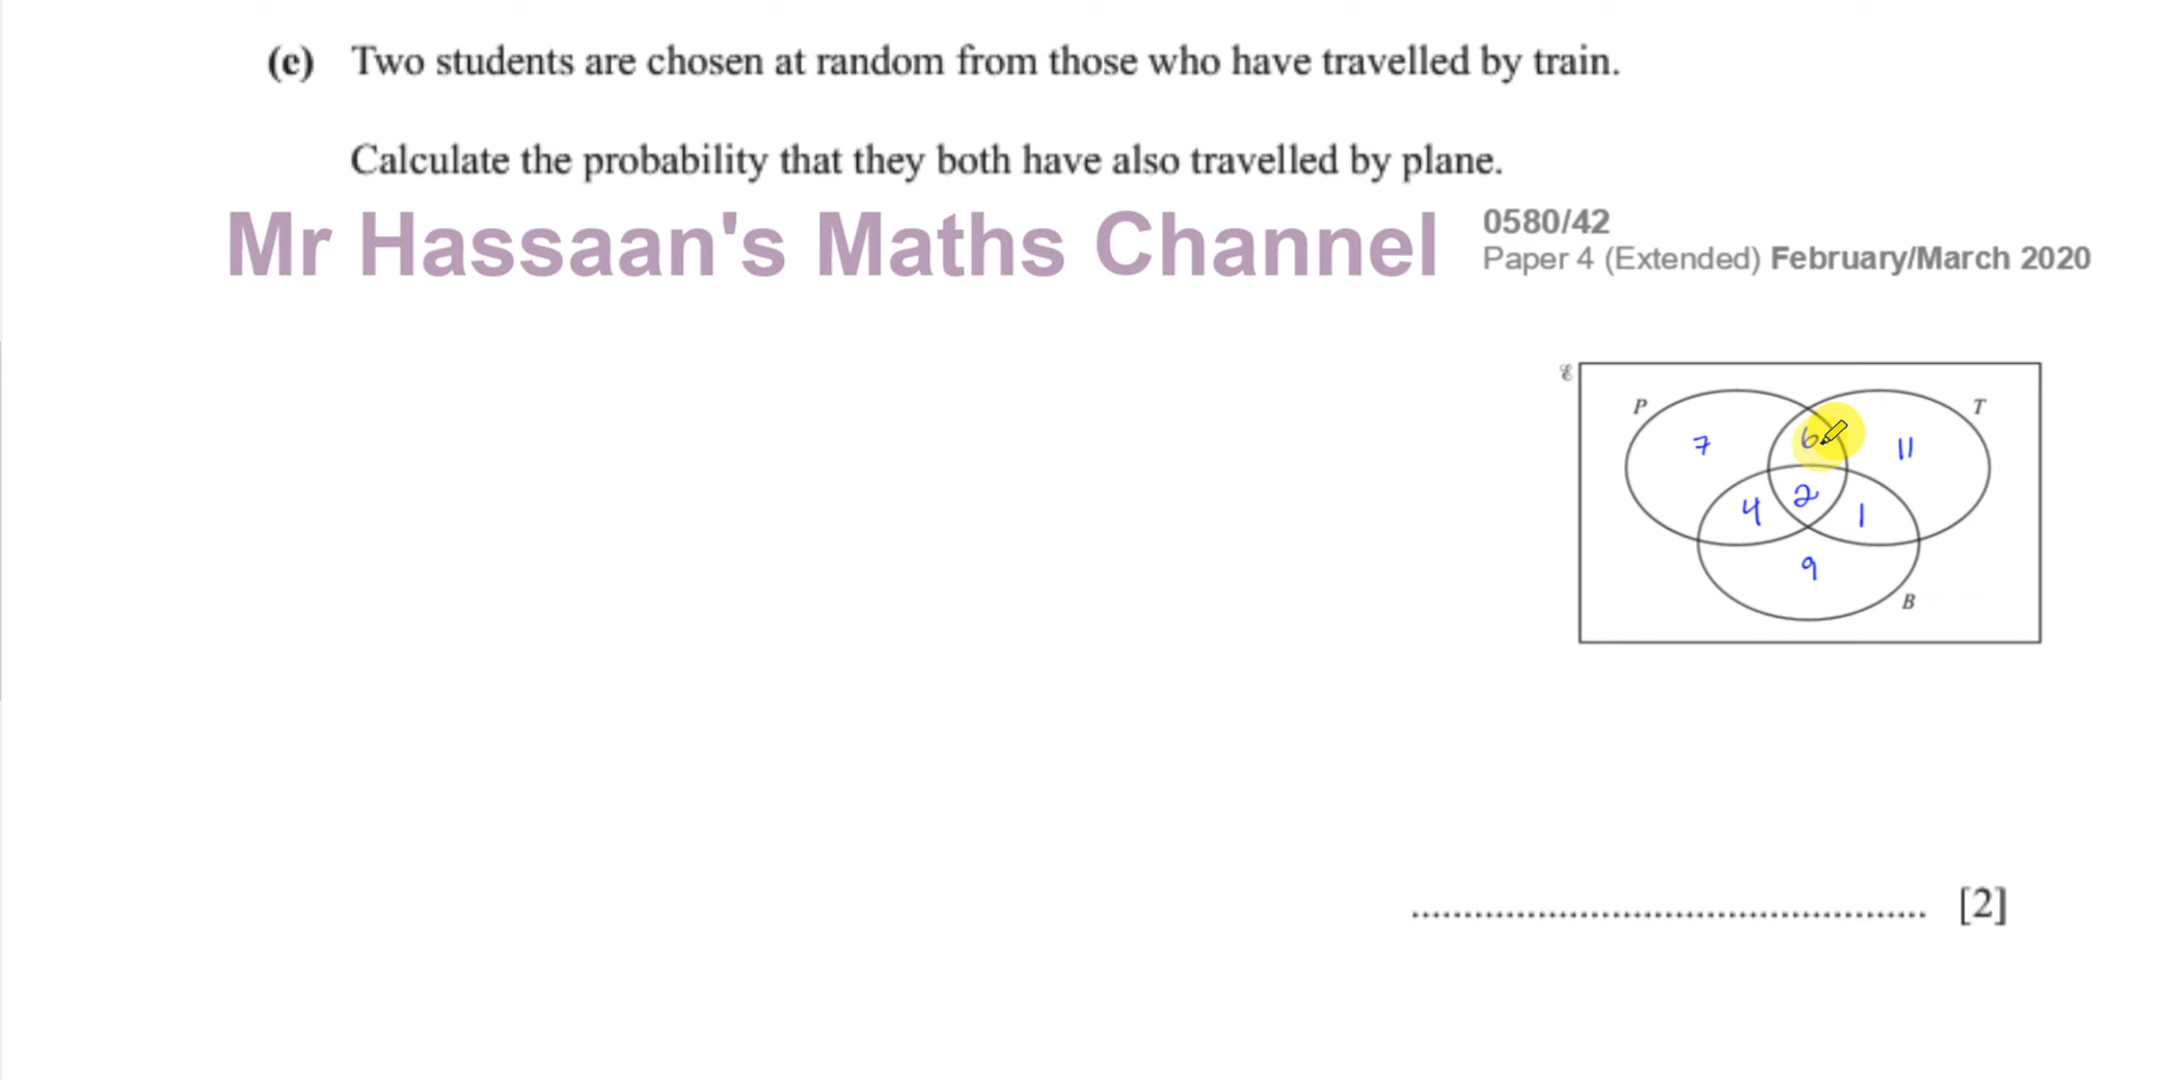 (e) Two students are chosen at random from those who have travelled by train.
Calculate the probability that they both have also travelled by plane.
Mr Hassaan's Maths Channel
0580/42
Paper 4 (Extended) February/March 2020
ℰ
P
T
7
6
11
4
2
1
9
B
.................................................. [2]